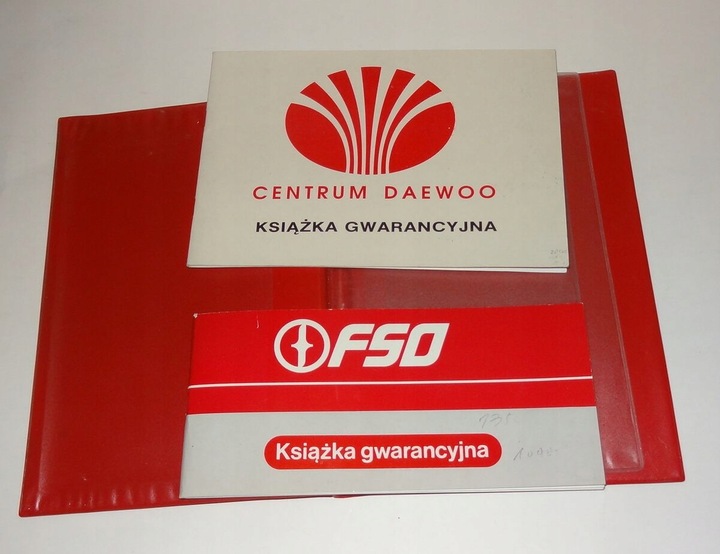 CENTRUM DAEWOO
KSIĄŻKA GWARANCYJNA
FSO
Książka gwarancyjna